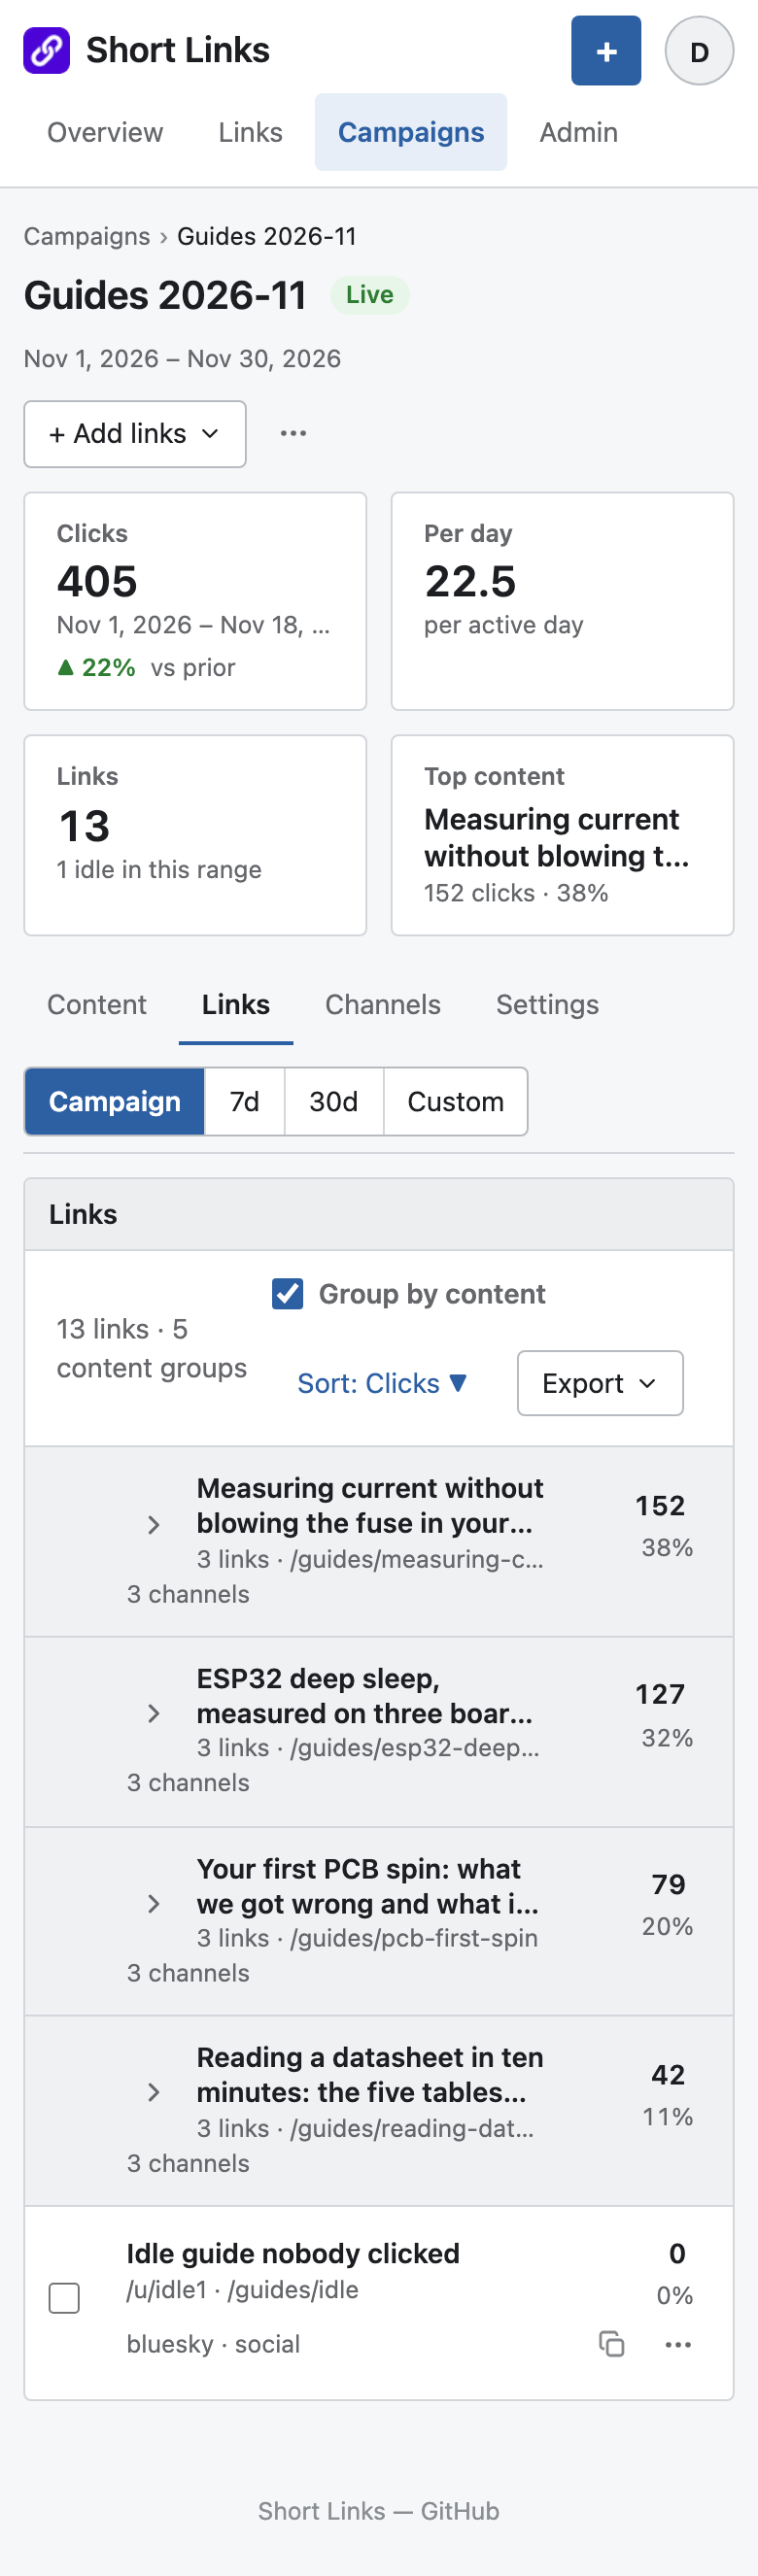 Short Links
+
D
Overview
Links
Campaigns
Admin
Campaigns › Guides 2026-11
Guides 2026-11
Live
Nov 1, 2026 – Nov 30, 2026
+ Add links
Clicks
405
Nov 1, 2026 – Nov 18, ...
▲ 22% vs prior
Per day
22.5
per active day
Links
13
1 idle in this range
Top content
Measuring current
without blowing t...
152 clicks · 38%
Content
Links
Channels
Settings
Campaign
7d
30d
Custom
Links
13 links · 5
content groups
Group by content
Sort: Clicks ▼
Export
Measuring current without
blowing the fuse in your...
3 links · /guides/measuring-c...
3 channels
152
38%
ESP32 deep sleep,
measured on three boar...
3 links · /guides/esp32-deep...
3 channels
127
32%
Your first PCB spin: what
we got wrong and what i...
3 links · /guides/pcb-first-spin
3 channels
79
20%
Reading a datasheet in ten
minutes: the five tables...
3 links · /guides/reading-dat...
3 channels
42
11%
Idle guide nobody clicked
/u/idle1 · /guides/idle
bluesky · social
0
0%
Short Links — GitHub